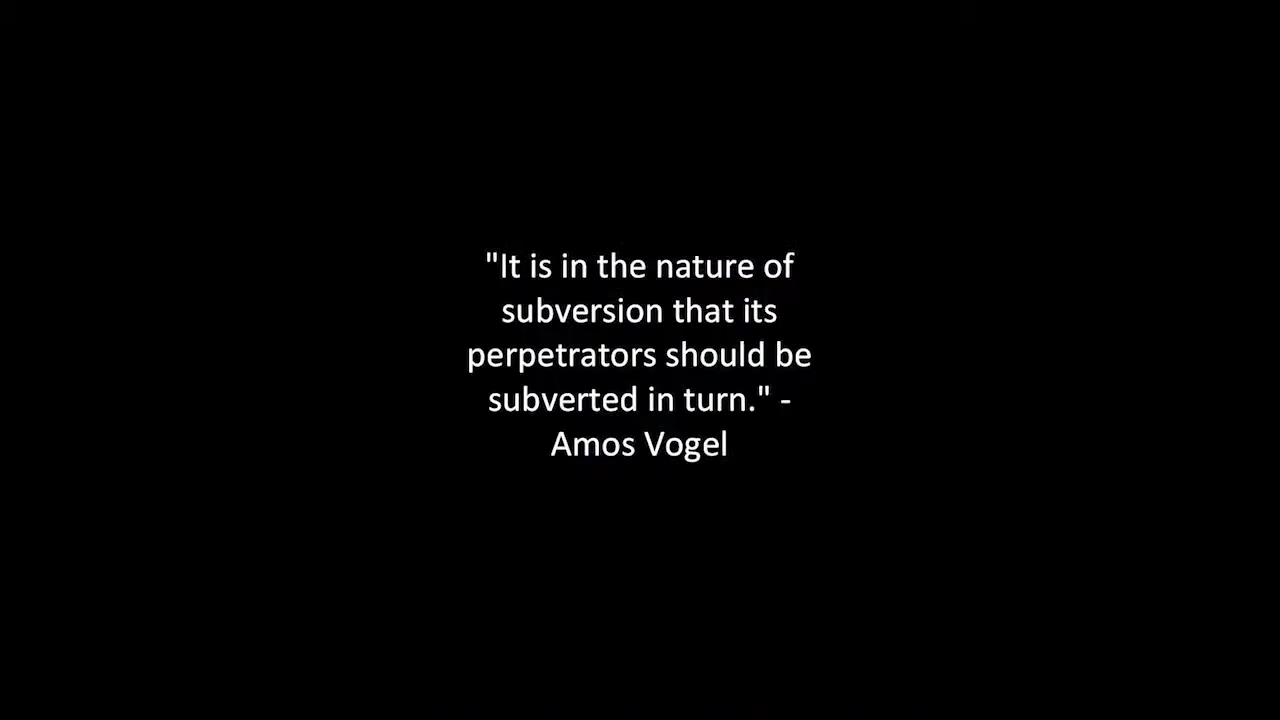 "It is in the nature of
subversion that its
perpetrators should be
subverted in turn." -
Amos Vogel